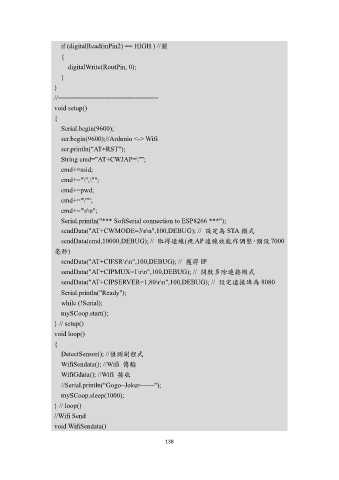 if (digitalRead(inPin2) == HIGH ) //關
{
digitalWrite(RoutPin, 0);
}
}
//===========================
void setup()
{
Serial.begin(9600);
ser.begin(9600);//Arduino <-> Wifi
ser.println("AT+RST");
String cmd="AT+CWJAP=\"";
cmd+=ssid;
cmd+="\",\"";
cmd+=pwd;
cmd+="\"";
cmd+="\r\n";
Serial.println("*** SoftSerial connection to ESP8266 ***");
sendData("AT+CWMODE=3\r\n",100,DEBUG); // 設定為 STA 模式
sendData(cmd,10000,DEBUG); // 取得連線(視 AP 連線效能作調整，預設 7000
毫秒)
sendData("AT+CIFSR\r\n",100,DEBUG); // 獲得 IP
sendData("AT+CIPMUX=1\r\n",100,DEBUG); // 開啟多險連接模式
sendData("AT+CIPSERVER=1,80\r\n",100,DEBUG); // 設定連接埠為 8080
Serial.println("Ready");
while (!Serial);
mySCoop.start();
} // setup()
void loop()
{
DetectSensor(); //偵測副程式
WifiSendata(); //Wifi 傳輸
WifiGdata(); //Wifi 接收
//Serial.println("Gogo~Joker------");
mySCoop.sleep(3000);
} // loop()
//Wifi Send
void WifiSendata()
138